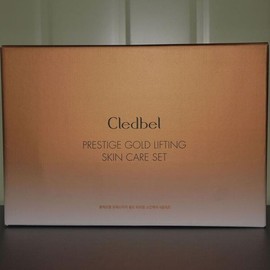 Cledbel
PRESTIGE GOLD LIFTING
SKIN CARE SET